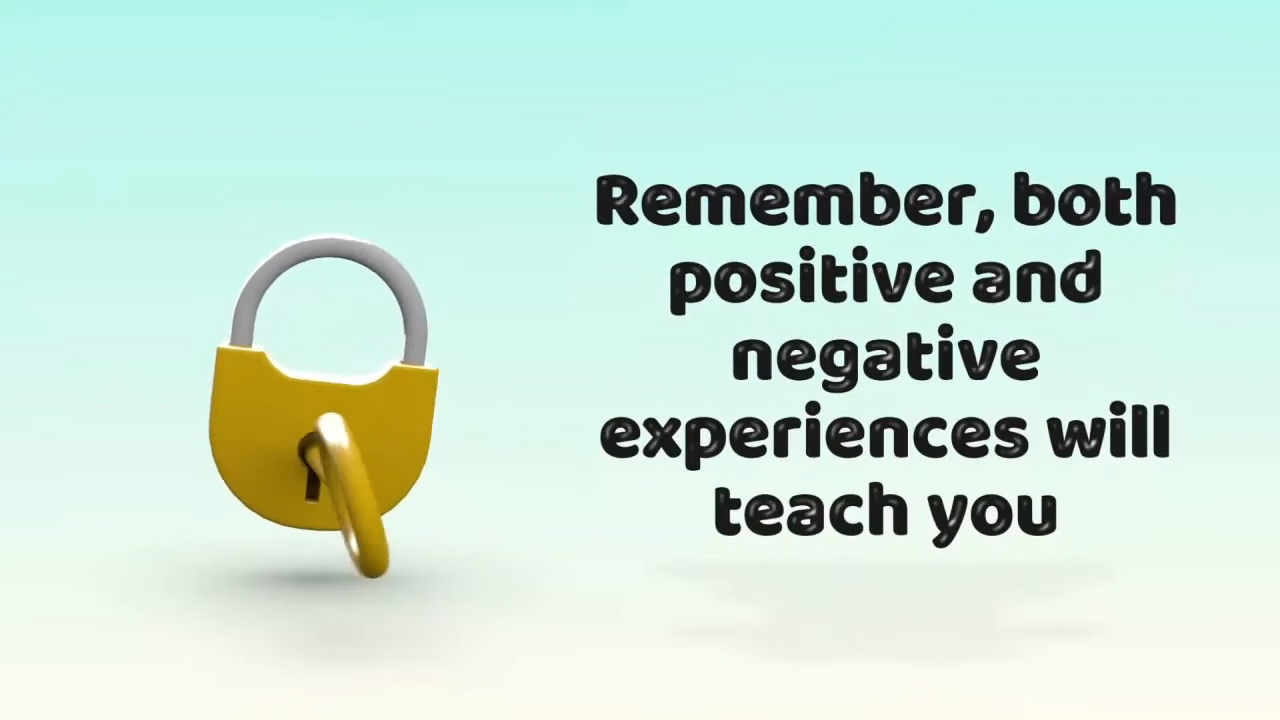 Remember, both
positive and
negative
experiences will
teach you